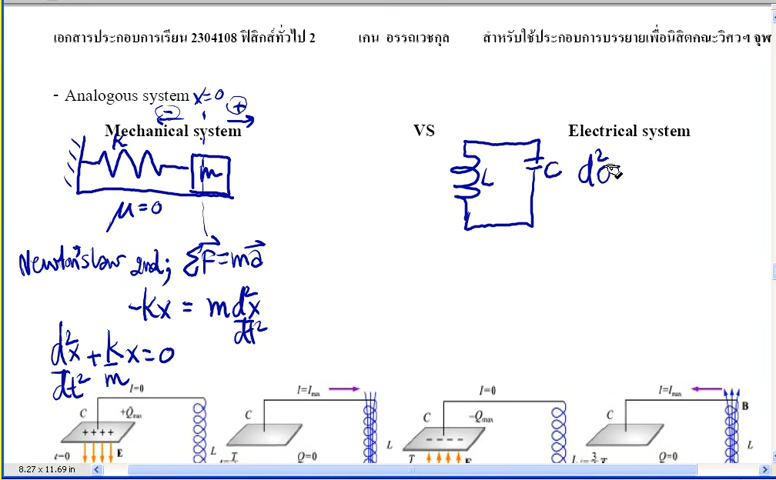 เอกสารประกอบการเรียน 2304108 ฟิสิกส์ทั่วไป 2 เคน อรรถเวชกุล สำหรับใช้ประกอบการบรรยายเพื่อนิสิตคณะวิศวฯ จุฬ
- Analogous system x=0
- +
Mechanical system VS Electrical system
k
m
L C d²Q
μ=0
Newton's law 2nd; ΣF=ma
-kx = m d²x/dt²
d²x/dt² + k/m x=0
I=0 I=Imax I=0 I=Imax
C +Qmax C C -Qmax C B
++++ ----
L L L
t=0 E T Q=0 T Q=0
8.27 x 11.69 in